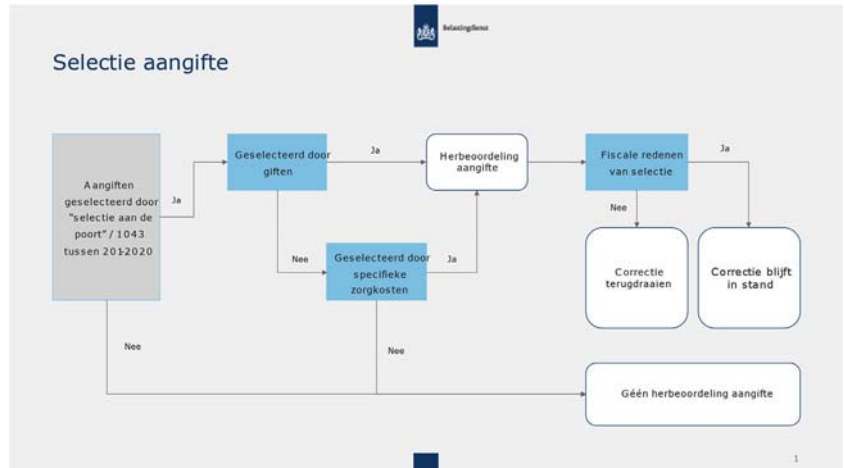 Belastingdienst
Selectie aangifte
Aangiften
geselecteerd door
"selectie aan de
poort" / 1043
tussen 201-2020
Ja
Geselecteerd door
giften
Ja
Herbeoordeling
aangifte
Fiscale redenen
van selectie
Ja
Nee
Nee
Geselecteerd door
specifieke
zorgkosten
Ja
Correctie
terugdraaien
Correctie blijft
in stand
Nee
Nee
Géén herbeoordeling aangifte
1